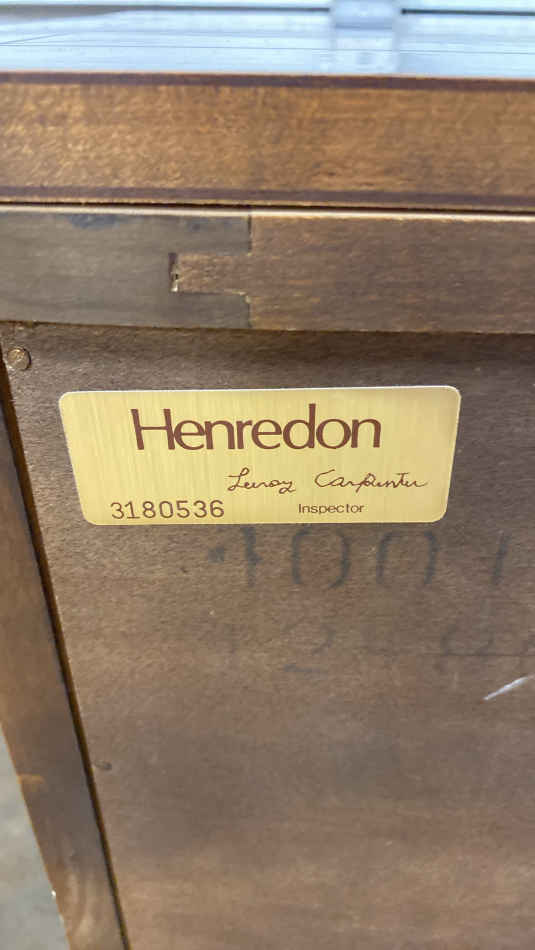 Henredon
Leroy Carpenter
3180536 Inspector